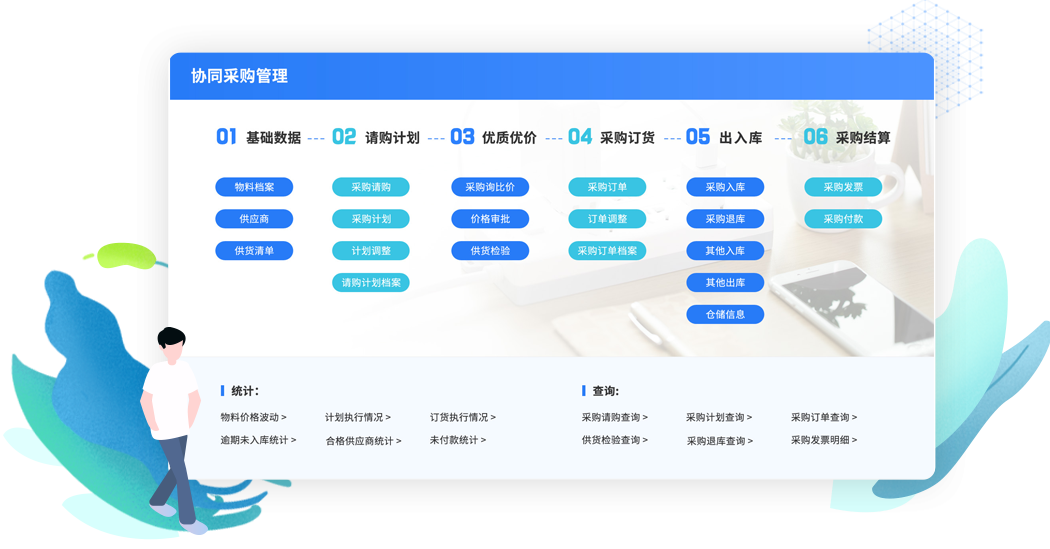 协同采购管理
01 基础数据 02 请购计划 03 优质优价 04 采购订货 05 出入库 06 采购结算
物料档案 采购请购 采购询比价 采购订单 采购入库 采购发票
供应商 采购计划 价格审批 订单调整 采购退库 采购付款
供货清单 计划调整 供货检验 采购订单档案 其他入库
请购计划档案 其他出库
仓储信息
统计: 查询:
物料价格波动 > 计划执行情况 > 订货执行情况 > 采购请购查询 > 采购计划查询 > 采购订单查询 >
逾期未入库统计 > 合格供应商统计 > 未付款统计 > 供货检验查询 > 采购退库查询 > 采购发票明细 >